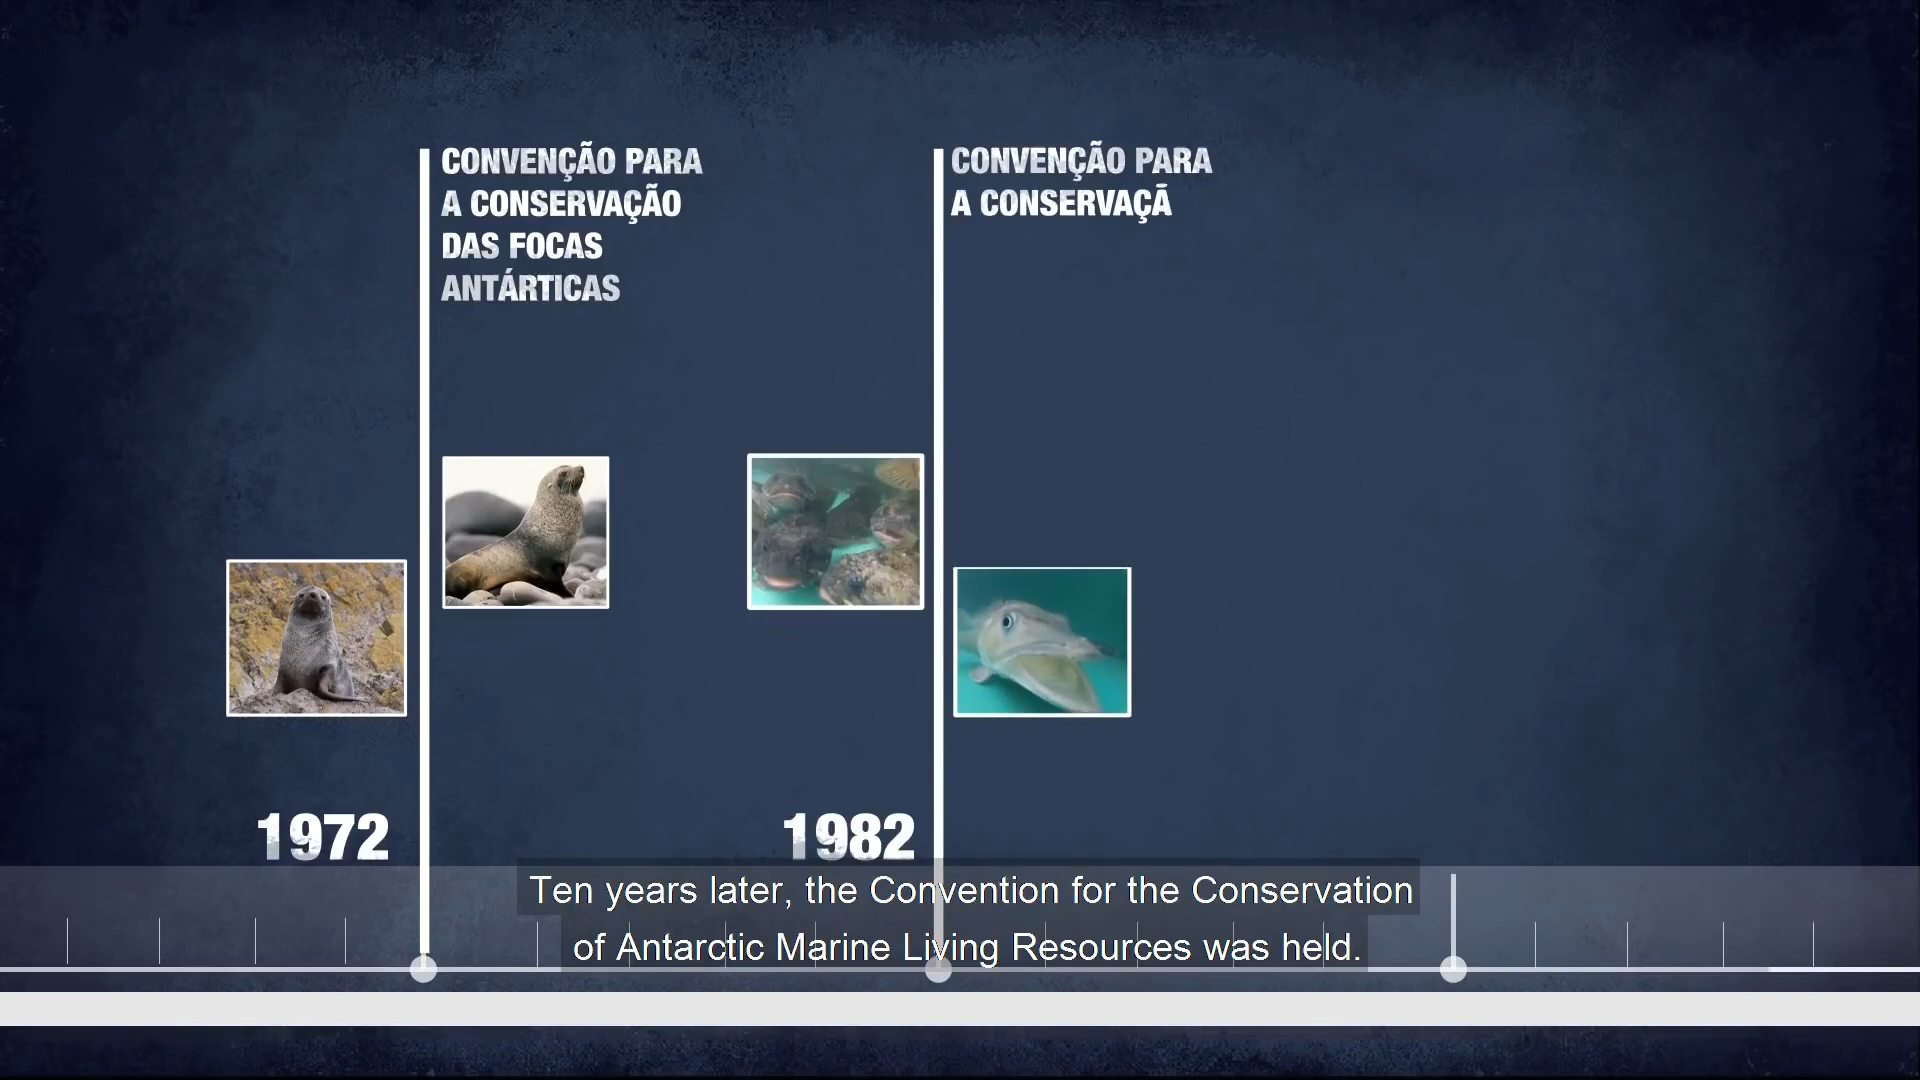 CONVENÇÃO PARA
A CONSERVAÇÃO
DAS FOCAS
ANTÁRTICAS
CONVENÇÃO PARA
A CONSERVAÇÃ
1972
1982
Ten years later, the Convention for the Conservation
of Antarctic Marine Living Resources was held.